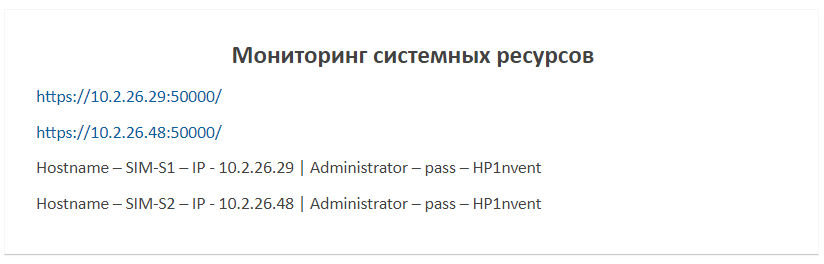 Мониторинг системных ресурсов
https://10.2.26.29:50000/
https://10.2.26.48:50000/
Hostname – SIM-S1 – IP - 10.2.26.29 | Administrator – pass – HP1nvent
Hostname – SIM-S2 – IP - 10.2.26.48 | Administrator – pass – HP1nvent